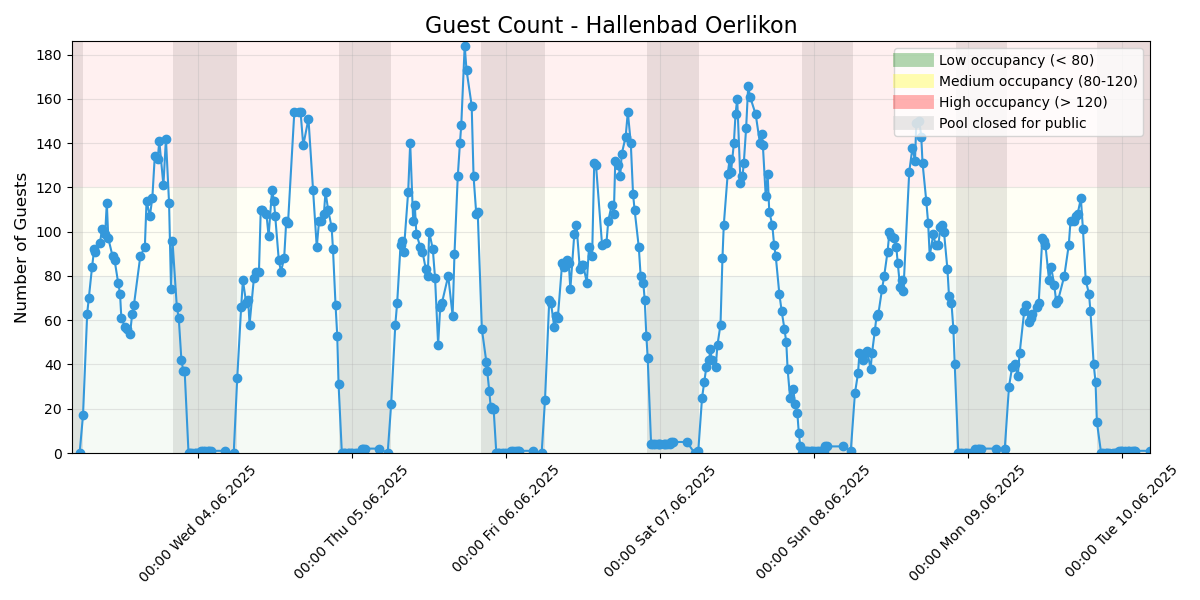 Guest Count - Hallenbad Oerlikon
Number of Guests
180
160
140
120
100
80
60
40
20
0
Low occupancy (< 80)
Medium occupancy (80-120)
High occupancy (> 120)
Pool closed for public
00:00 Wed 04.06.2025
00:00 Thu 05.06.2025
00:00 Fri 06.06.2025
00:00 Sat 07.06.2025
00:00 Sun 08.06.2025
00:00 Mon 09.06.2025
00:00 Tue 10.06.2025